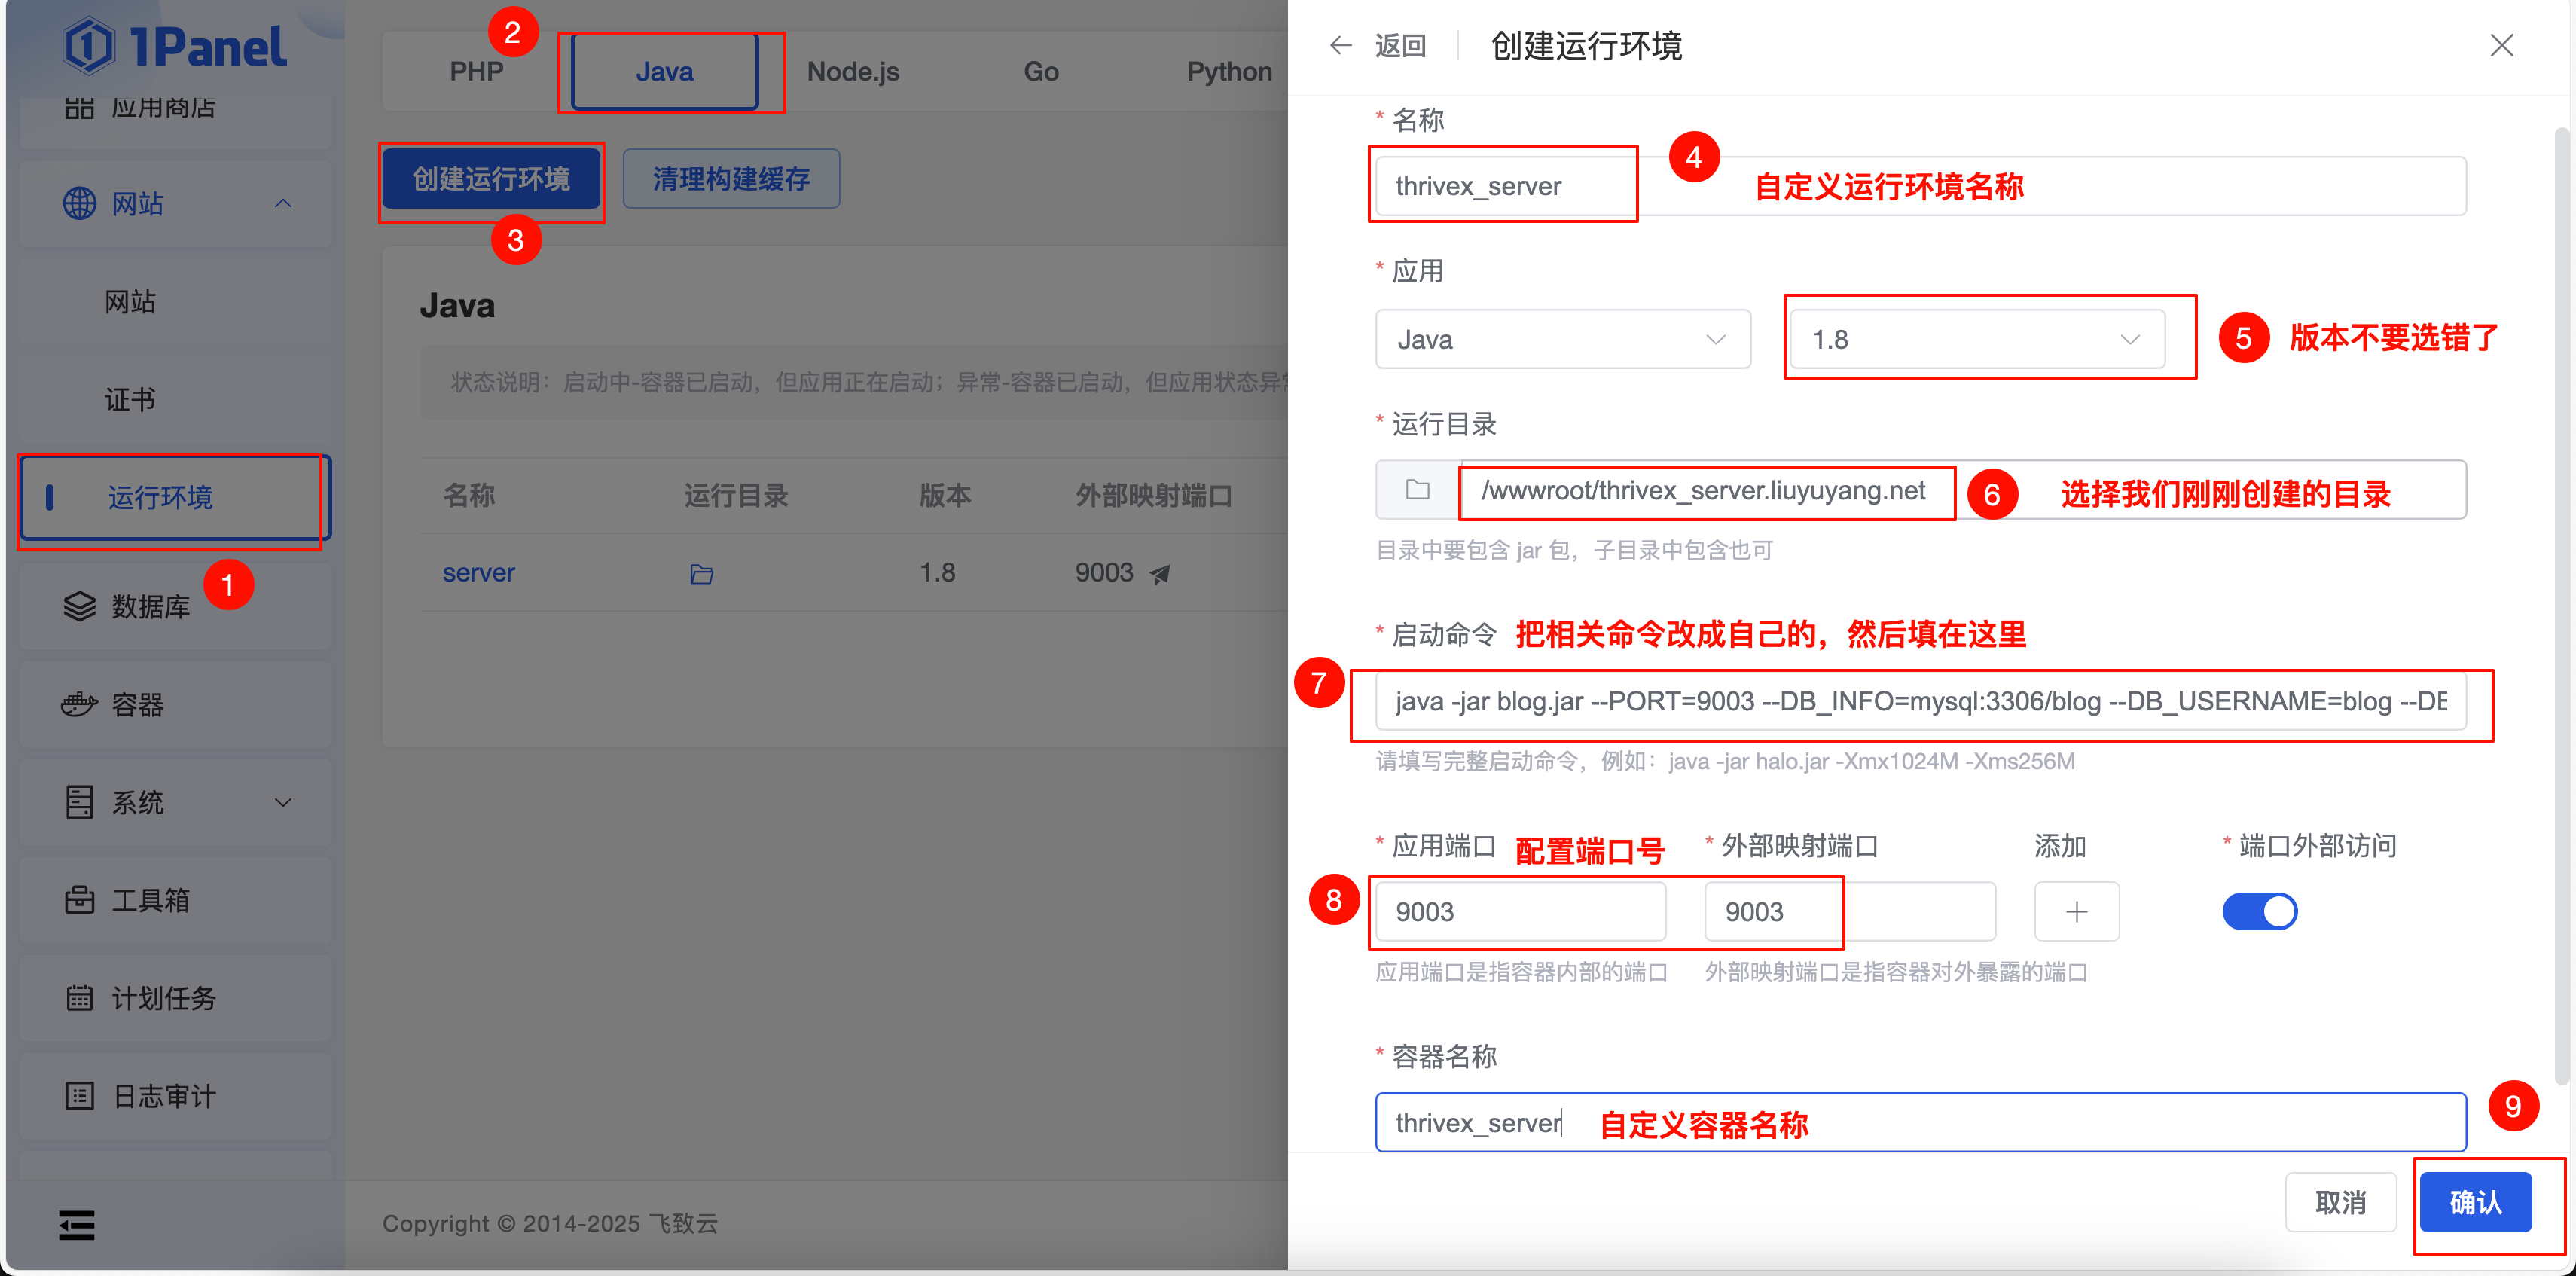 1Panel
应用商店
网站
网站
证书
运行环境
1
数据库
容器
系统
工具箱
计划任务
日志审计
2
PHP
Java
Node.js
Go
Python
创建运行环境
清理构建缓存
3
Java
状态说明：启动中-容器已启动，但应用正在启动；异常-容器已启动，但应用状态异常
名称
运行目录
版本
外部映射端口
server
1.8
9003
Copyright © 2014-2025 飞致云
返回
创建运行环境
* 名称
thrivex_server
4
自定义运行环境名称
* 应用
Java
1.8
5
版本不要选错了
* 运行目录
/wwwroot/thrivex_server.liuyuyang.net
6
选择我们刚刚创建的目录
目录中要包含 jar 包，子目录中包含也可
* 启动命令
把相关命令改成自己的，然后填在这里
7
java -jar blog.jar --PORT=9003 --DB_INFO=mysql:3306/blog --DB_USERNAME=blog --DE
请填写完整启动命令，例如：java -jar halo.jar -Xmx1024M -Xms256M
* 应用端口
配置端口号
* 外部映射端口
添加
* 端口外部访问
8
9003
9003
应用端口是指容器内部的端口
外部映射端口是指容器对外暴露的端口
* 容器名称
thrivex_server
自定义容器名称
9
取消
确认